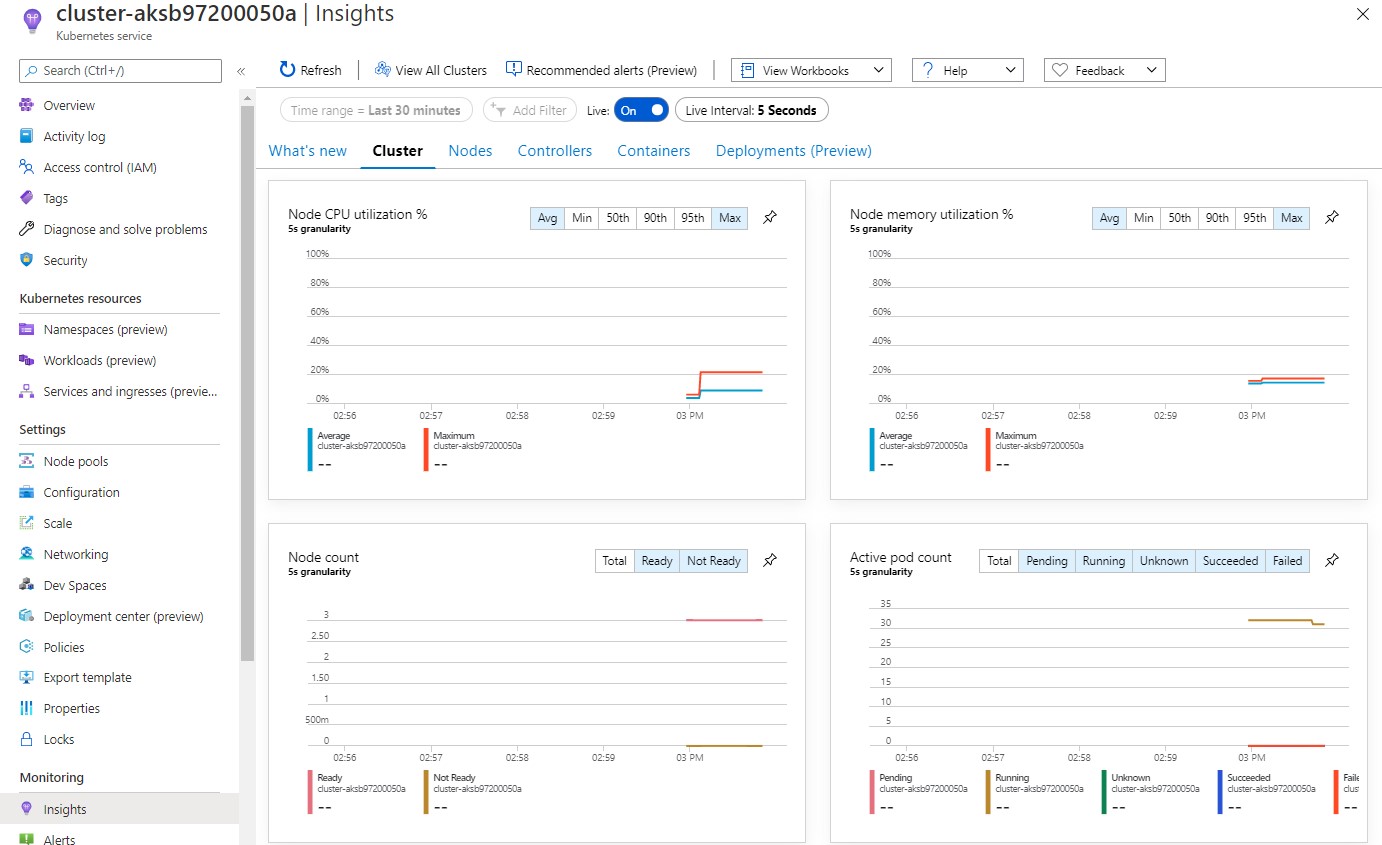 cluster-aksb97200050a | Insights
Kubernetes service
Search (Ctrl+/)
«
Overview
Activity log
Access control (IAM)
Tags
Diagnose and solve problems
Security
Kubernetes resources
Namespaces (preview)
Workloads (preview)
Services and ingresses (previe...
Settings
Node pools
Configuration
Scale
Networking
Dev Spaces
Deployment center (preview)
Policies
Export template
Properties
Locks
Monitoring
Insights
Alerts
Refresh View All Clusters Recommended alerts (Preview) View Workbooks ? Help Feedback
Time range = Last 30 minutes Add Filter Live: On Live Interval: 5 Seconds
What's new Cluster Nodes Controllers Containers Deployments (Preview)
Node CPU utilization % Avg Min 50th 90th 95th Max
5s granularity
100%
80%
60%
40%
20%
0%
02:56 02:57 02:58 02:59 03 PM
Average Maximum
cluster-aksb97200050a cluster-aksb97200050a
-- --
Node memory utilization % Avg Min 50th 90th 95th Max
5s granularity
100%
80%
60%
40%
20%
0%
02:56 02:57 02:58 02:59 03 PM
Average Maximum
cluster-aksb97200050a cluster-aksb97200050a
-- --
Node count Total Ready Not Ready
5s granularity
3
2.50
2
1.50
1
500m
0
02:56 02:57 02:58 02:59 03 PM
Ready Not Ready
cluster-aksb97200050a cluster-aksb97200050a
-- --
Active pod count Total Pending Running Unknown Succeeded Failed
5s granularity
35
30
25
20
15
10
5
0
02:56 02:57 02:58 02:59 03 PM
Pending Running Unknown Succeeded Faile
cluster-aksb97200050a cluster-aksb97200050a cluster-aksb97200050a cluster-aksb97200050a clus
-- -- -- -- --